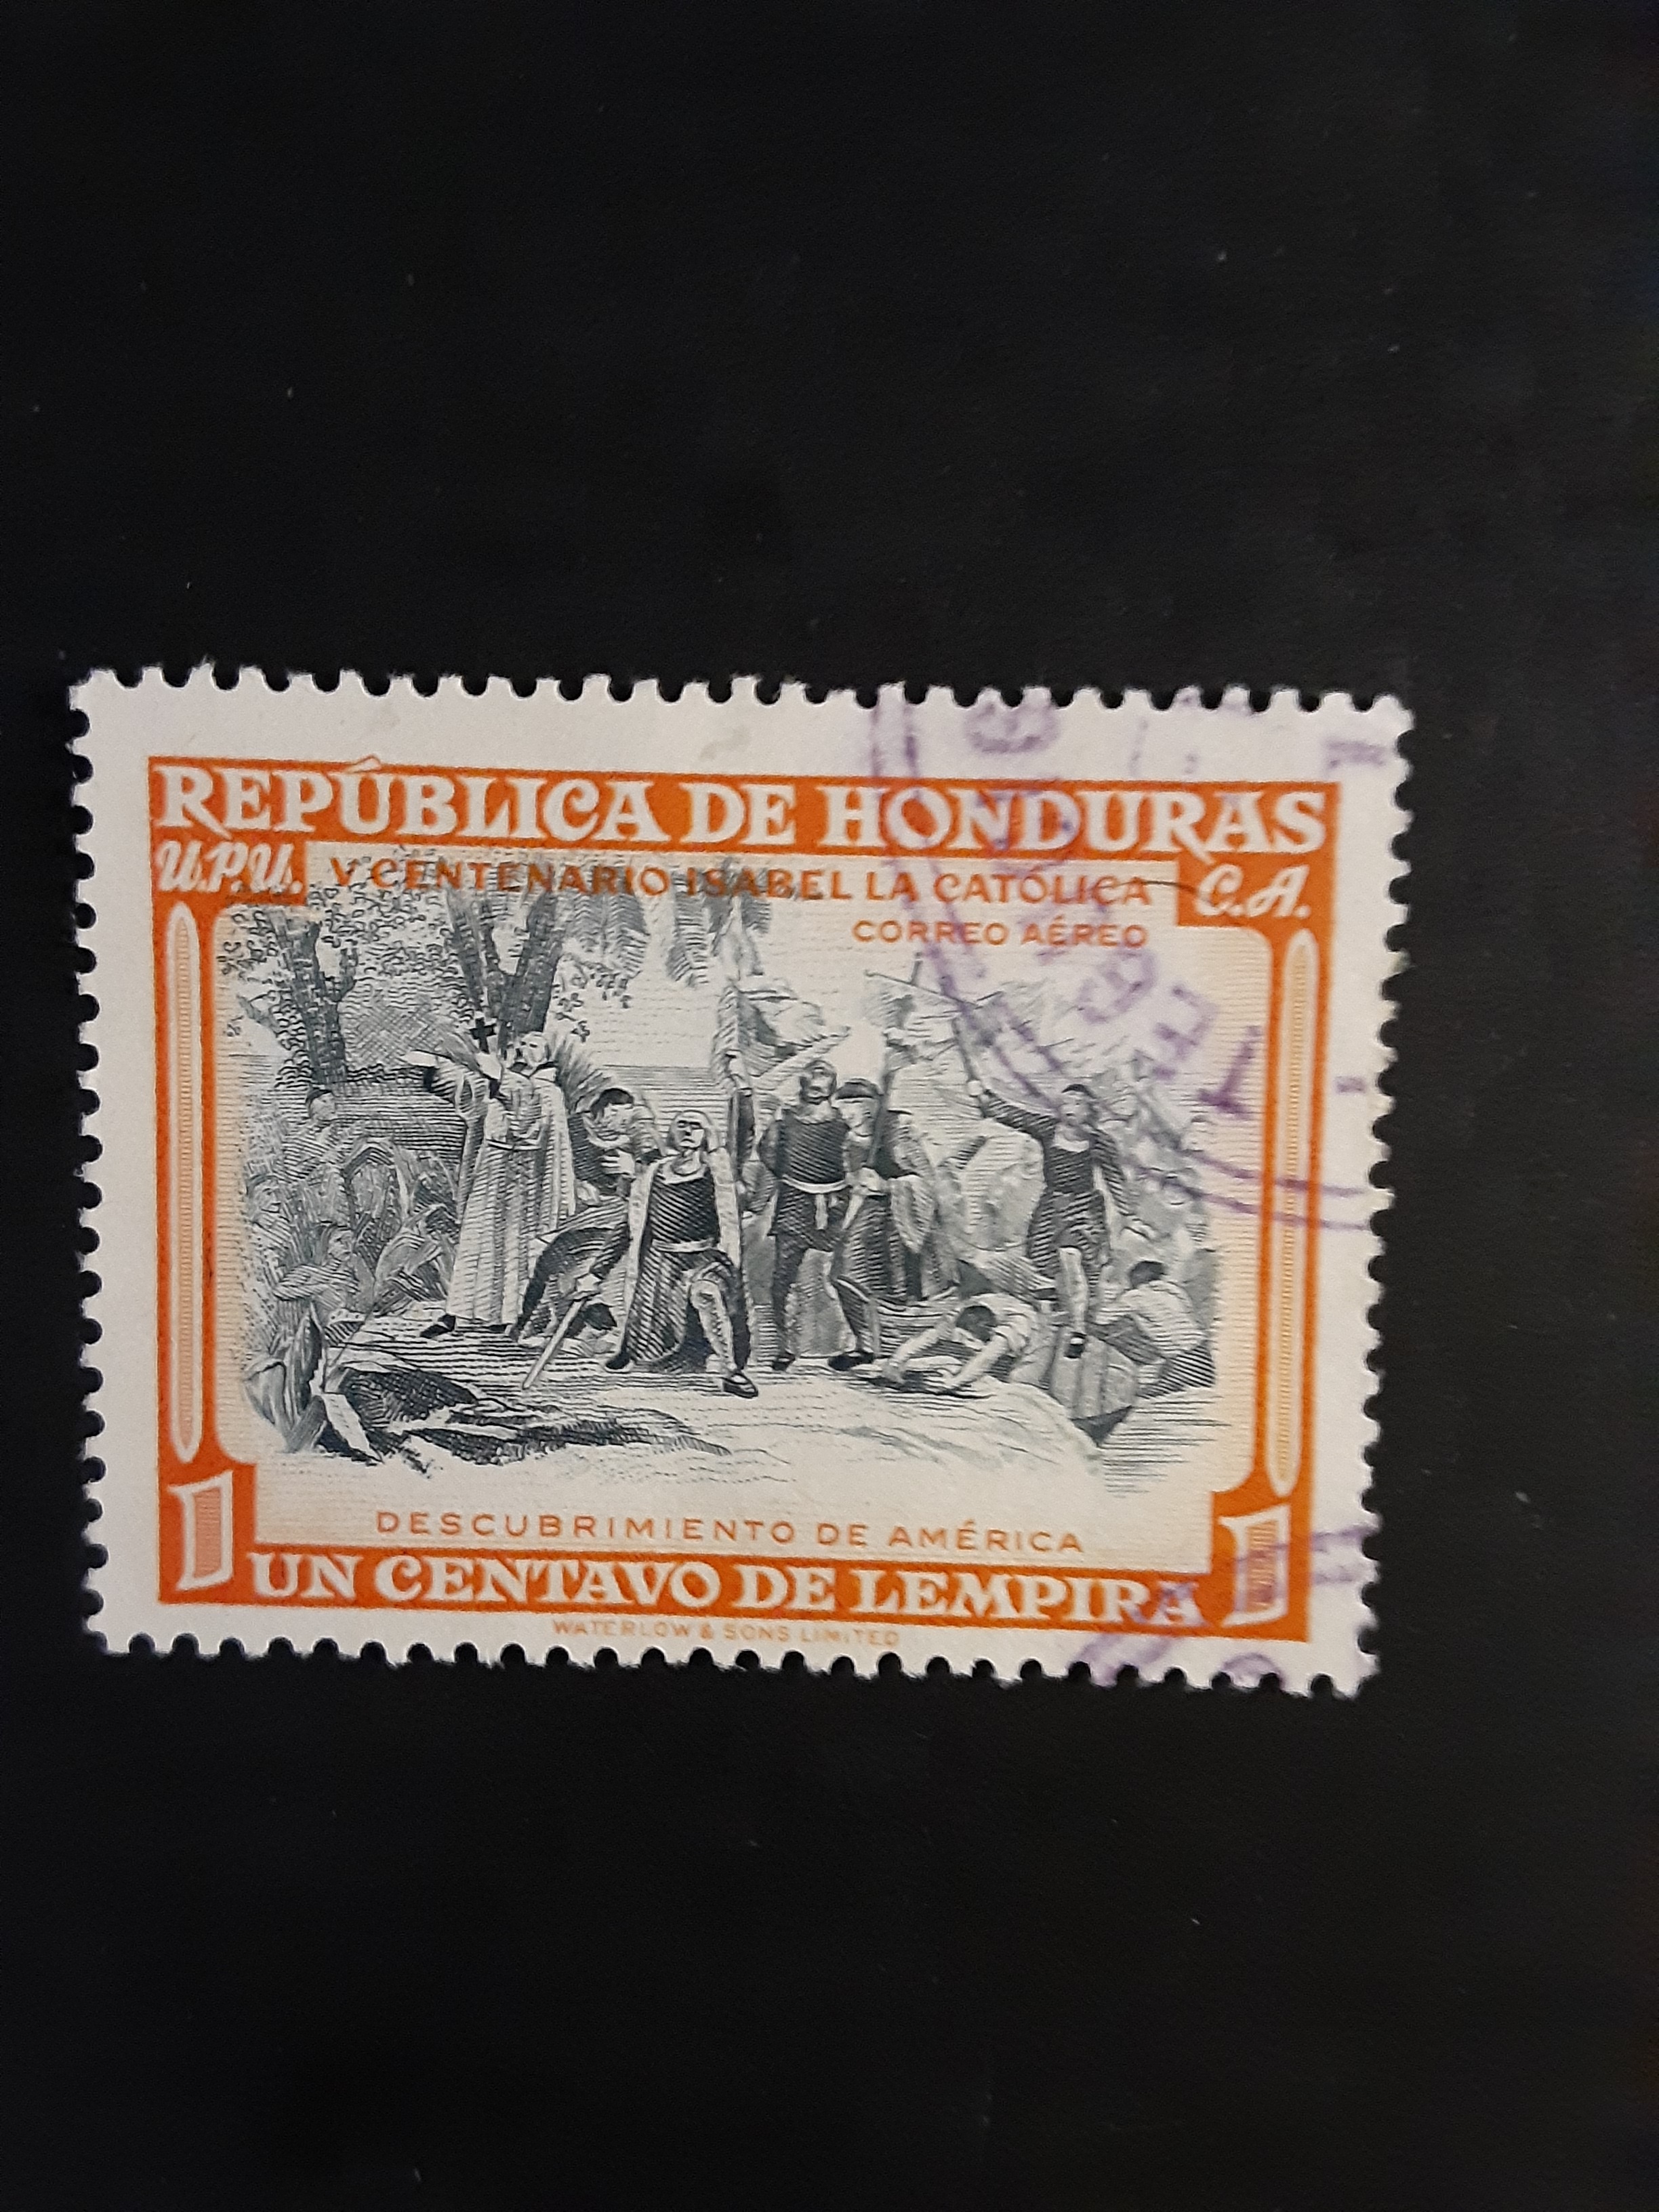 REPÚBLICA DE HONDURAS
U.P.U. V CENTENARIO ISABEL LA CATÓLICA C.A.
CORREO AÉREO
DESCUBRIMIENTO DE AMÉRICA
1 UN CENTAVO DE LEMPIRA 1
WATERLOW & SONS LIMITED